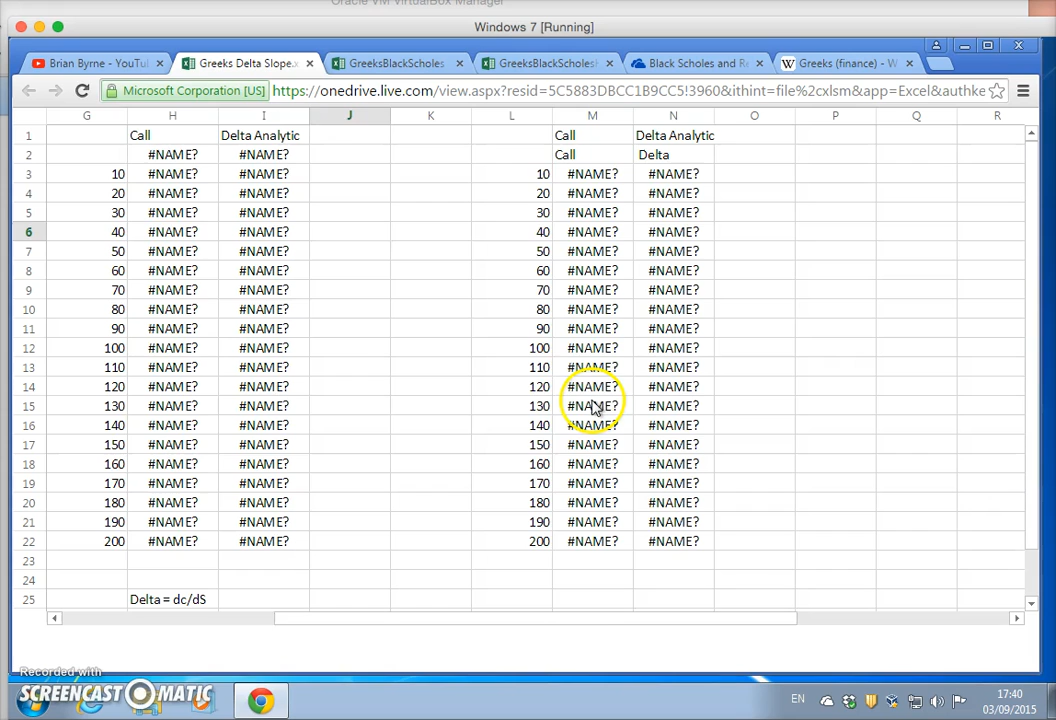 Oracle VM VirtualBox Manager
Windows 7 [Running]
Brian Byrne - YouTu
Greeks Delta Slope.x
GreeksBlackScholes
GreeksBlackScholes
Black Scholes and R
Greeks (finance) - W
Microsoft Corporation [US]
https://onedrive.live.com/view.aspx?resid=5C5883DBCC1B9CC5!3960&ithint=file%2cxlsm&app=Excel&authke
G H I J K L M N O P Q R
1 Call Delta Analytic Call Delta Analytic
2 #NAME? #NAME? Call Delta
3 10 #NAME? #NAME? 10 #NAME? #NAME?
4 20 #NAME? #NAME? 20 #NAME? #NAME?
5 30 #NAME? #NAME? 30 #NAME? #NAME?
6 40 #NAME? #NAME? 40 #NAME? #NAME?
7 50 #NAME? #NAME? 50 #NAME? #NAME?
8 60 #NAME? #NAME? 60 #NAME? #NAME?
9 70 #NAME? #NAME? 70 #NAME? #NAME?
10 80 #NAME? #NAME? 80 #NAME? #NAME?
11 90 #NAME? #NAME? 90 #NAME? #NAME?
12 100 #NAME? #NAME? 100 #NAME? #NAME?
13 110 #NAME? #NAME? 110 #NAME? #NAME?
14 120 #NAME? #NAME? 120 #NAME? #NAME?
15 130 #NAME? #NAME? 130 #NAME? #NAME?
16 140 #NAME? #NAME? 140 #NAME? #NAME?
17 150 #NAME? #NAME? 150 #NAME? #NAME?
18 160 #NAME? #NAME? 160 #NAME? #NAME?
19 170 #NAME? #NAME? 170 #NAME? #NAME?
20 180 #NAME? #NAME? 180 #NAME? #NAME?
21 190 #NAME? #NAME? 190 #NAME? #NAME?
22 200 #NAME? #NAME? 200 #NAME? #NAME?
23
24
25 Delta = dc/dS
Recorded with
SCREENCAST MATIC
EN
17:40
03/09/2015